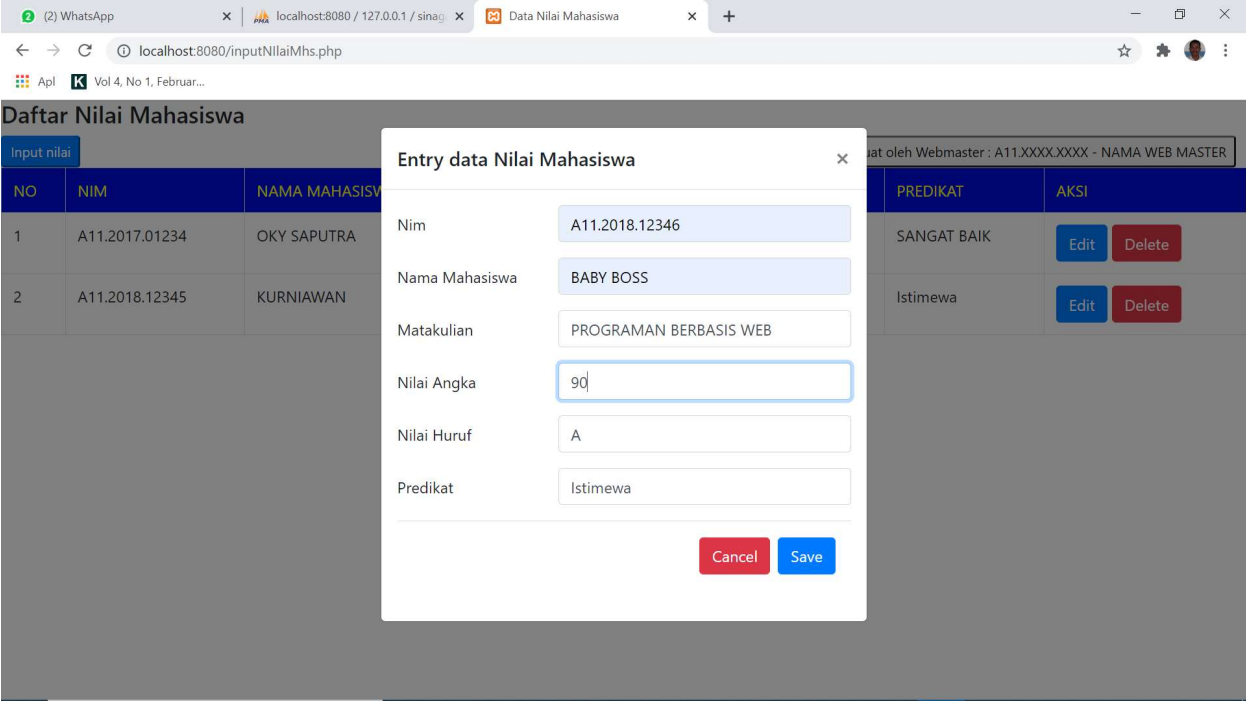 2 (2) WhatsApp
localhost:8080 / 127.0.0.1 / sinag
Data Nilai Mahasiswa
localhost:8080/inputNIlaiMhs.php
Apl K Vol 4, No 1, Februar...
Daftar Nilai Mahasiswa
Input nilai
uat oleh Webmaster : A11.XXXX.XXXX - NAMA WEB MASTER
NO NIM NAMA MAHASISW PREDIKAT AKSI
1 A11.2017.01234 OKY SAPUTRA SANGAT BAIK Edit Delete
2 A11.2018.12345 KURNIAWAN Istimewa Edit Delete
Entry data Nilai Mahasiswa ×
Nim A11.2018.12346
Nama Mahasiswa BABY BOSS
Matakulian PROGRAMAN BERBASIS WEB
Nilai Angka 90
Nilai Huruf A
Predikat Istimewa
Cancel Save